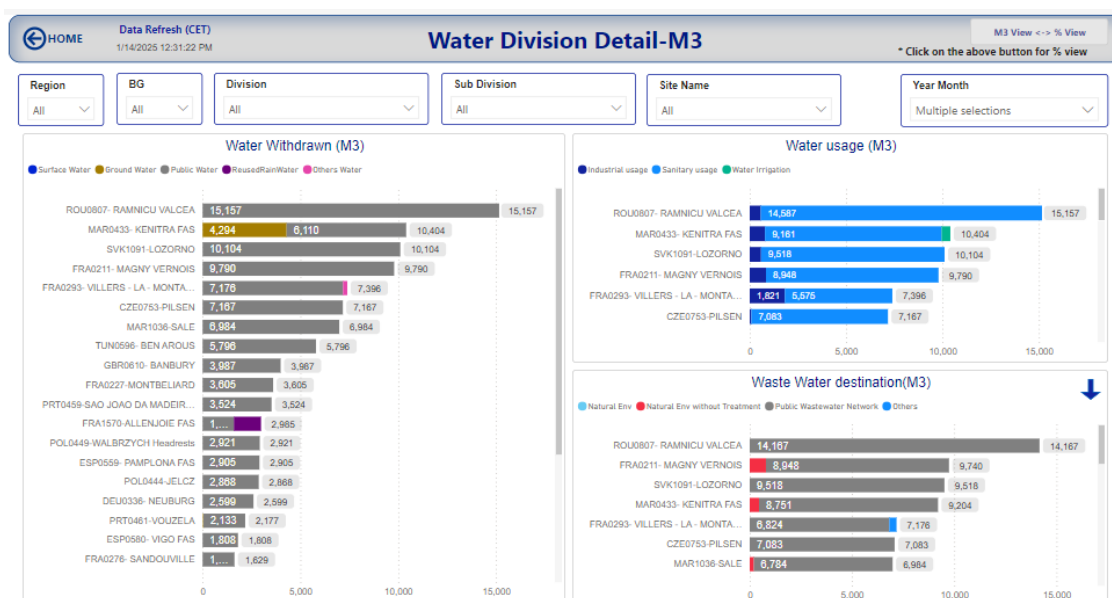 HOME
Data Refresh (CET)
1/14/2025 12:31:22 PM
Water Division Detail-M3
M3 View <-> % View
* Click on the above button for % view
Region
All
BG
All
Division
All
Sub Division
All
Site Name
All
Year Month
Multiple selections
Water Withdrawn (M3)
Surface Water Ground Water Public Water ReusedRainWater Others Water
ROU0807- RAMNICU VALCEA 15,157 15,157
MAR0433- KENITRA FAS 4,294 6,110 10,404
SVK1091-LOZORNO 10,104 10,104
FRA0211- MAGNY VERNOIS 9,790 9,790
FRA0293- VILLERS - LA - MONTA... 7,176 7,396
CZE0753-PILSEN 7,167 7,167
MAR1036-SALE 6,984 6,984
TUN0596- BEN AROUS 5,796 5,796
GBR0610- BANBURY 3,987 3,987
FRA0227-MONTBELIARD 3,605 3,605
PRT0459-SAO JOAO DA MADEIR... 3,524 3,524
FRA1570-ALLENJOIE FAS 1,... 2,985
POL0449-WALBRZYCH Headrests 2,921 2,921
ESP0559- PAMPLONA FAS 2,905 2,905
POL0444-JELCZ 2,868 2,868
DEU0336- NEUBURG 2,599 2,599
PRT0461-VOUZELA 2,133 2,177
ESP0580- VIGO FAS 1,808 1,808
FRA0276- SANDOUVILLE 1,... 1,629
0 5,000 10,000 15,000
Water usage (M3)
Industrial usage Sanitary usage Water Irrigation
ROU0807- RAMNICU VALCEA 14,587 15,157
MAR0433- KENITRA FAS 9,161 10,404
SVK1091-LOZORNO 9,518 10,104
FRA0211- MAGNY VERNOIS 8,948 9,790
FRA0293- VILLERS - LA - MONTA... 1,821 5,575 7,396
CZE0753-PILSEN 7,083 7,167
0 5,000 10,000 15,000
Waste Water destination(M3)
Natural Env Natural Env without Treatment Public Wastewater Network Others
ROU0807- RAMNICU VALCEA 14,167 14,167
FRA0211- MAGNY VERNOIS 8,948 9,740
SVK1091-LOZORNO 9,518 9,518
MAR0433- KENITRA FAS 8,751 9,204
FRA0293- VILLERS - LA - MONTA... 6,824 7,176
CZE0753-PILSEN 7,083 7,083
MAR1036-SALE 6,784 6,984
0 5,000 10,000 15,000